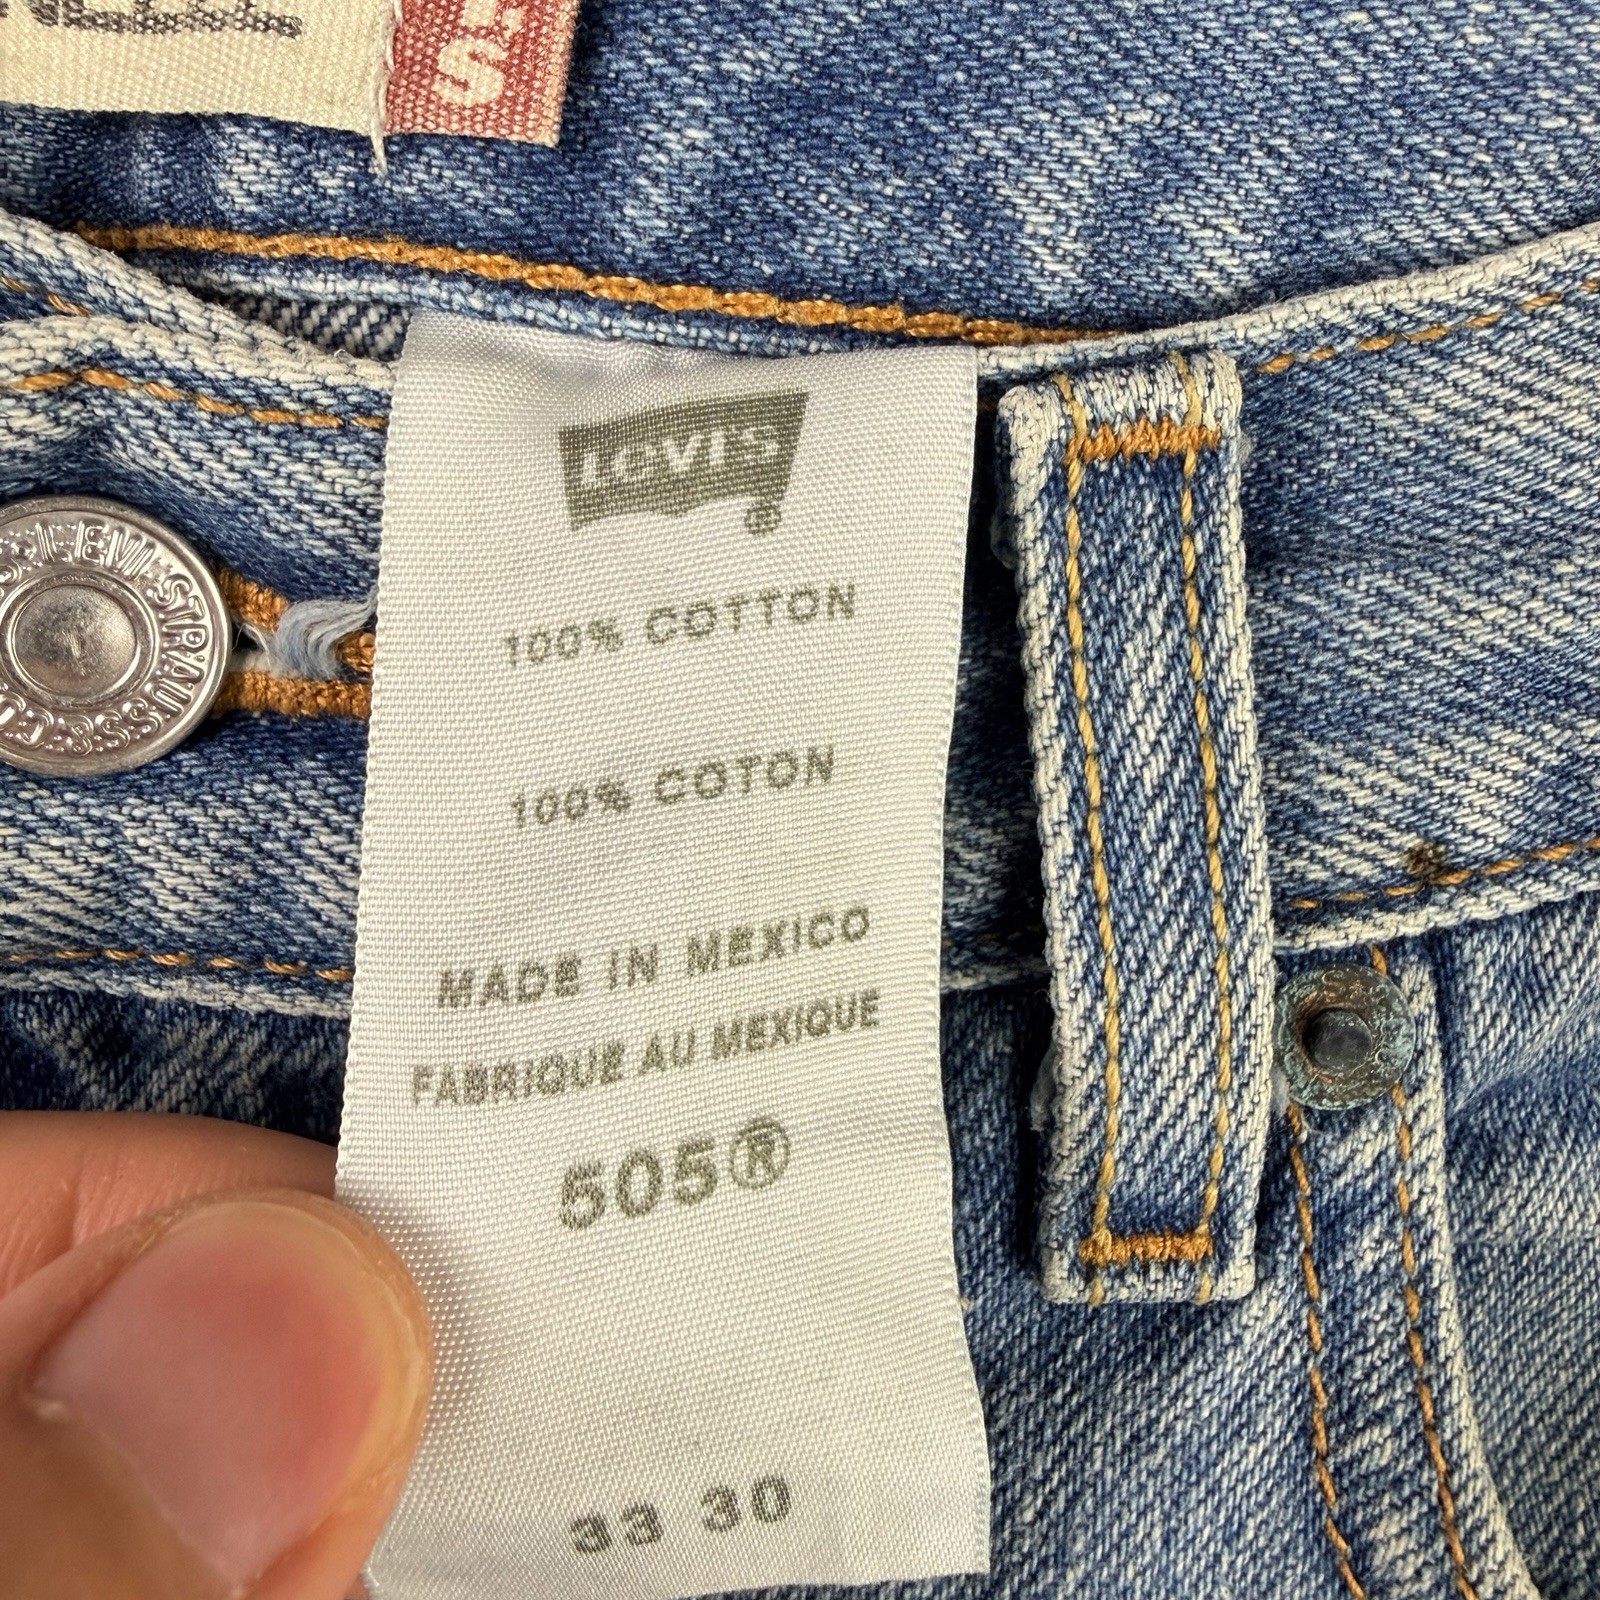 Levi's®
100% COTTON
100% COTON
MADE IN MEXICO
FABRIQUE AU MEXIQUE
505®
33 30